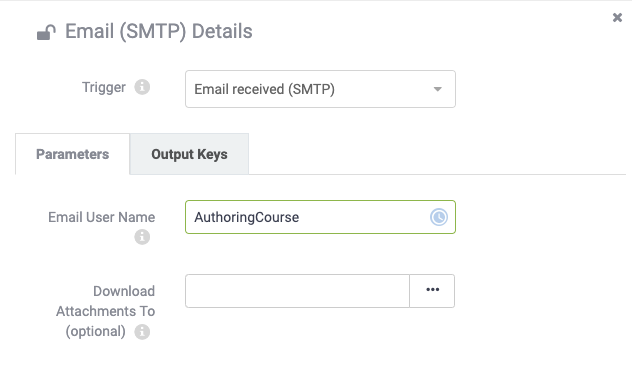 Email (SMTP) Details
Trigger
Email received (SMTP)
Parameters
Output Keys
Email User Name
AuthoringCourse
Download
Attachments To
(optional)